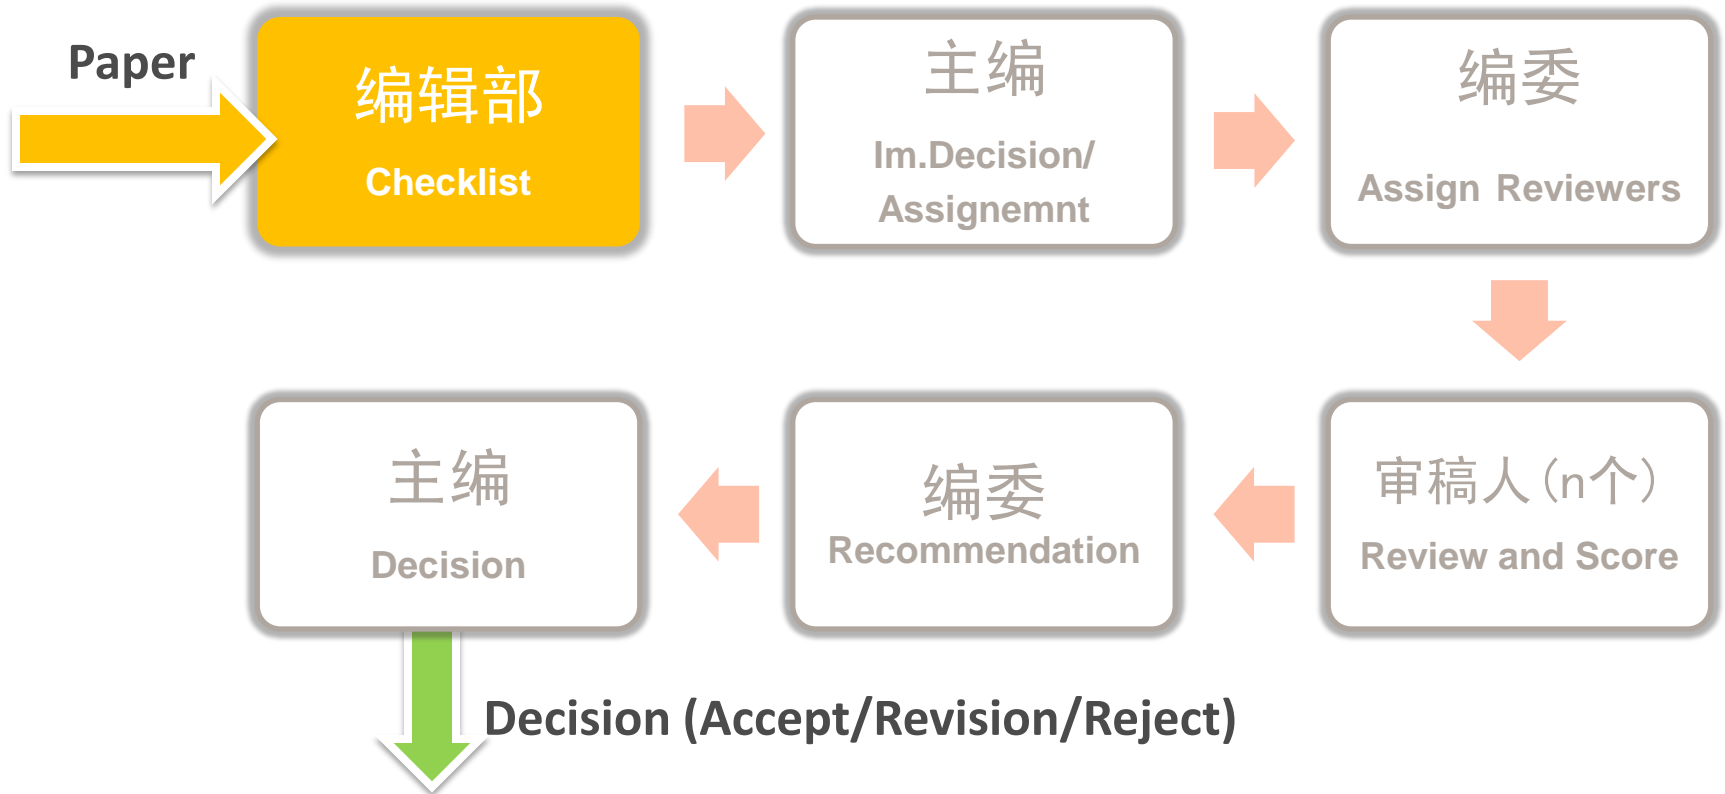 Paper
编辑部
Checklist
主编
Im.Decision/
Assignemnt
编委
Assign Reviewers
审稿人(n个)
Review and Score
编委
Recommendation
主编
Decision
Decision (Accept/Revision/Reject)